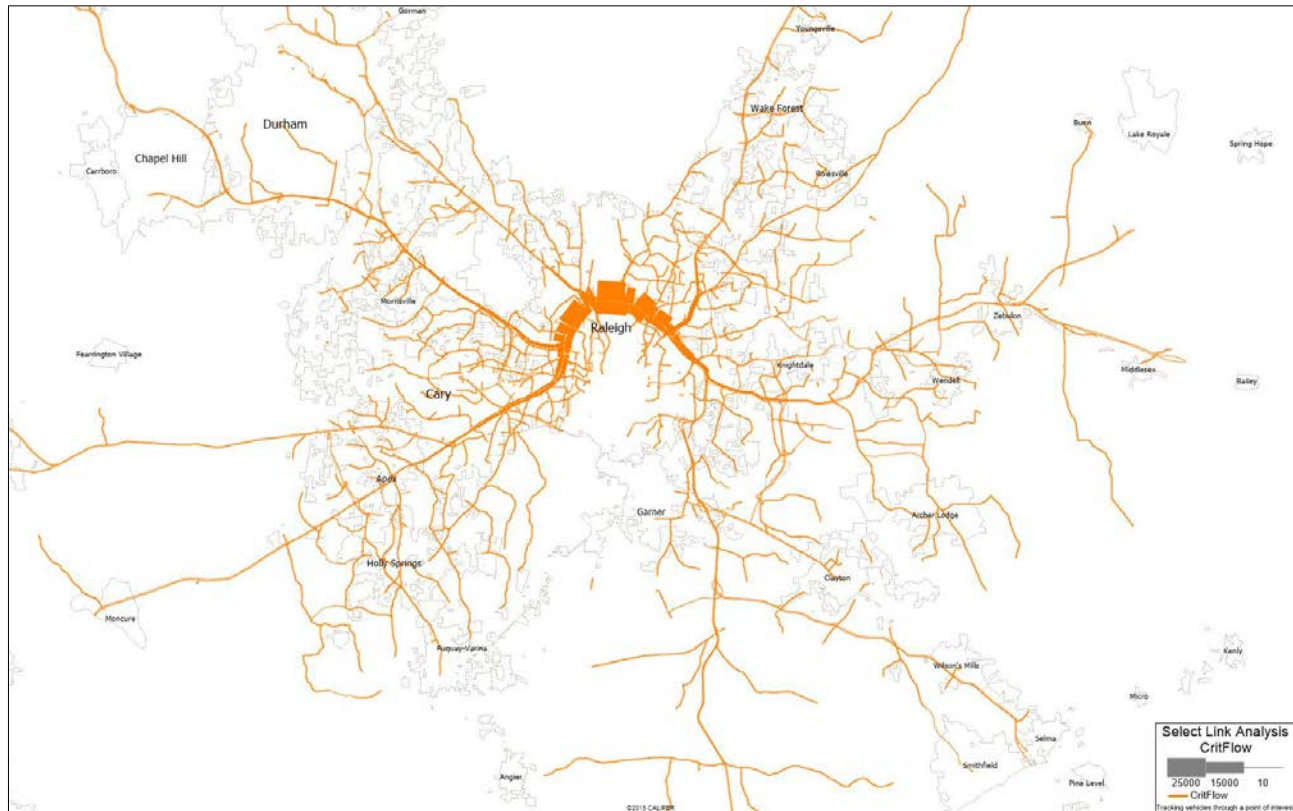 Gorman
Youngsville
Wake Forest
Durham
Bunn
Lake Royale
Spring Hope
Chapel Hill
Carrboro
Rolesville
Morrisville
Raleigh
Zebulon
Fearrington Village
Knightdale
Wendell
Middlesex
Bailey
Cary
Apex
Garner
Archer Lodge
Holly Springs
Clayton
Moncure
Fuquay-Varina
Wilson's Mills
Kenly
Micro
Selma
Smithfield
Pine Level
Angier
Select Link Analysis
CritFlow
25000 15000 10
CritFlow
Tracking vehicles through a point of interest
©2015 CALIPER